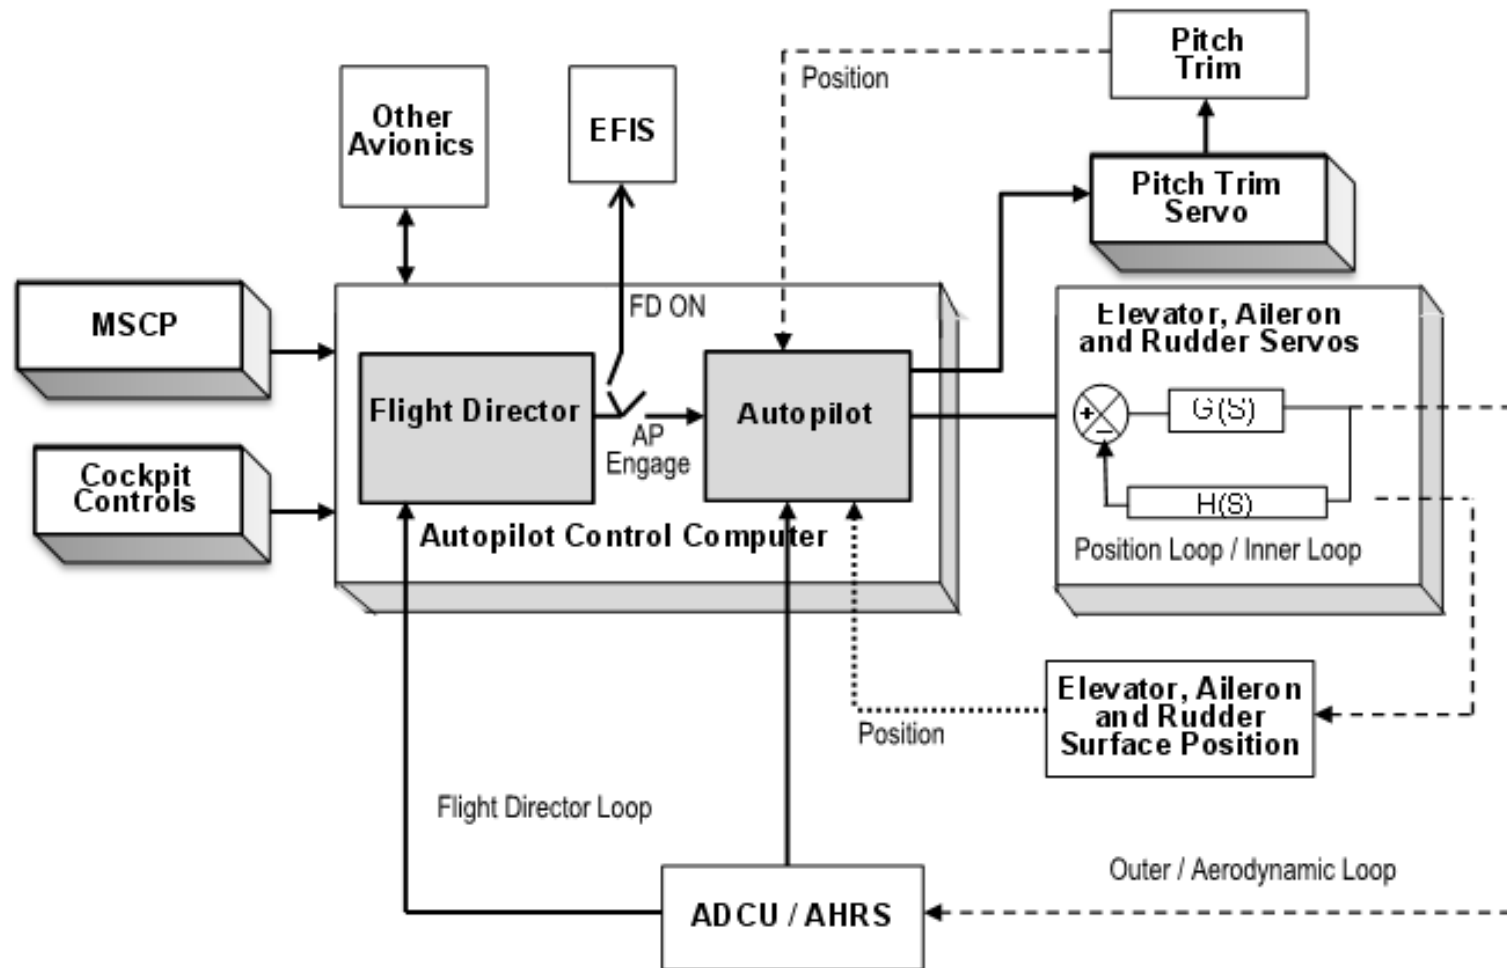 Pitch
Trim
Position
Other
Avionics
EFIS
Pitch Trim
Servo
MSCP
FD ON
Elevator, Aileron
and Rudder Servos
Flight Director
Autopilot
+
−
G(S)
AP
Engage
Cockpit
Controls
H(S)
Autopilot Control Computer
Position Loop / Inner Loop
Elevator, Aileron
and Rudder
Surface Position
Position
Flight Director Loop
Outer / Aerodynamic Loop
ADCU / AHRS